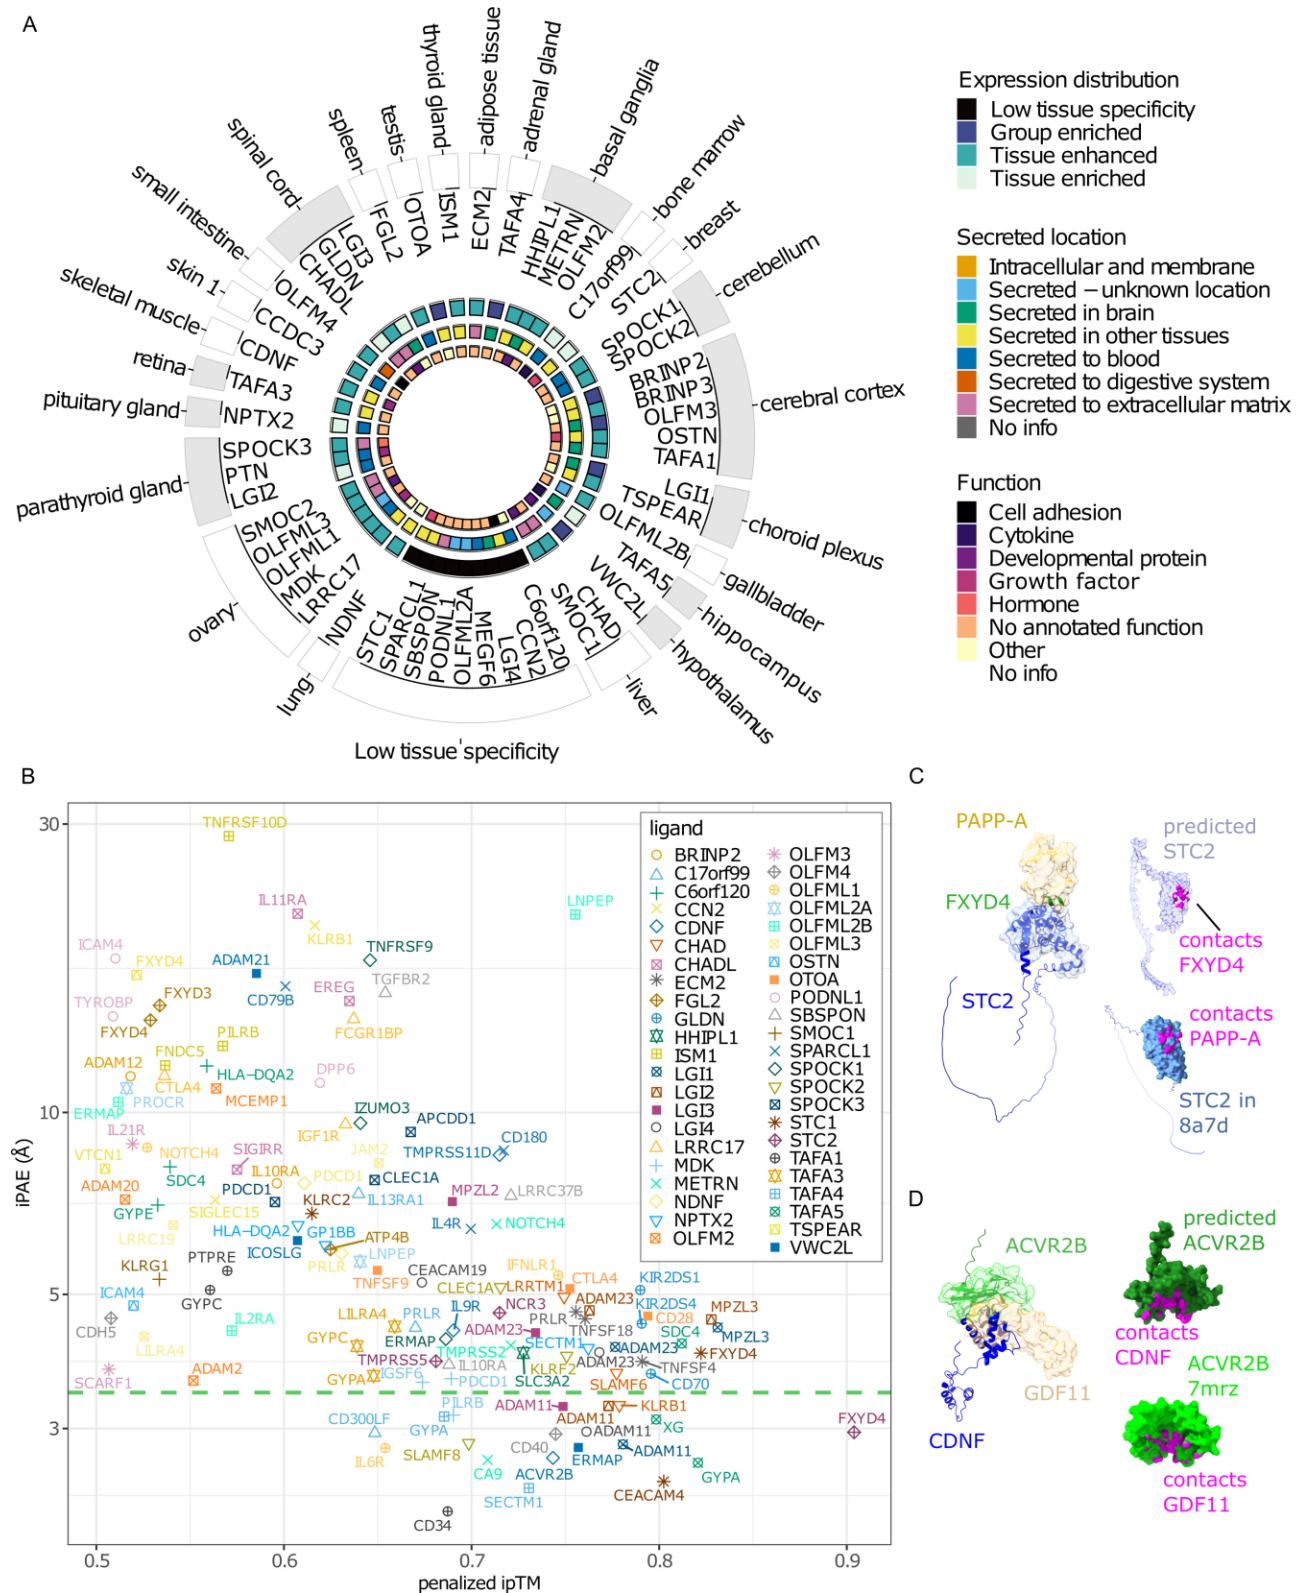 A
spinal cord
spleen
testis
thyroid gland
adipose tissue
adrenal gland
basal ganglia
bone marrow
breast
cerebellum
cerebral cortex
choroid plexus
gallbladder
hippocampus
hypothalamus
liver
Low tissue specificity
lung
ovary
parathyroid gland
pituitary gland
retina
skeletal muscle
skin 1
small intestine
CHADL
GLDN
LGI3
FGL2
OTOA
ISM1
ECM2
TAFA4
HHIPL1
METRN
OLFM2
C17orf99
STC2
SPOCK1
SPOCK2
BRINP2
BRINP3
OLFM3
OSTN
TAFA1
LGI1
TSPEAR
OLFML2B
TAFA5
VWC2L
CHAD
SMOC1
C6orf120
CCN2
LGI4
MEGF6
OLFML2A
PODNL1
SBSPON
SPARCL1
STC1
NDNF
LRRC17
MDK
OLFML1
OLFML3
SMOC2
LGI2
PTN
SPOCK3
NPTX2
TAFA3
CDNF
CCDC3
OLFM4
Expression distribution
Low tissue specificity
Group enriched
Tissue enhanced
Tissue enriched
Secreted location
Intracellular and membrane
Secreted – unknown location
Secreted in brain
Secreted in other tissues
Secreted to blood
Secreted to digestive system
Secreted to extracellular matrix
No info
Function
Cell adhesion
Cytokine
Developmental protein
Growth factor
Hormone
No annotated function
Other
No info
B
iPAE (Å)
30
10
5
3
0.5
0.6
0.7
0.8
0.9
penalized ipTM
TNFRSF10D
IL11RA
KLRB1
LNPEP
ICAM4
FXYD4
ADAM21
TNFRSF9
CD79B
TGFBR2
EREG
FXYD3
TYROBP
FXYD4
FCGR1BP
PILRB
FNDC5
ADAM12
HLA-DQA2
CTLA4
DPP6
PROCR
MCEMP1
ERMAP
IZUMO3
IGF1R
APCDD1
IL21R
NOTCH4
CD180
TMPRSS11D
JAM2
SIGIRR
VTCN1
SDC4
IL10RA
PDCD1
CLEC1A
ADAM20
PDCD1
IL13RA1
MPZL2
LRRC37B
GYPE
SIGLEC15
KLRC2
LRRC19
HLA-DQA2
GP1BB
ATP4B
IL4R
NOTCH4
ICOSLG
PRLR
LNPEP
PTPRE
KLRG1
TNFSF9
CEACAM19
IFNLR1
GYPC
CLEC1A
LRRTM1
CTLA4
KIR2DS1
ICAM4
CDH5
IL2RA
LILRA4
PRLR
IL9R
NCR3
PRLR
ADAM23
TNFSF18
KIR2DS4
CD28
MPZL3
LILRA4
GYPC
ERMAP
ADAM23
SECTM1
ADAM23
SDC4
MPZL3
TMPRSS2
TMPRSS5
IL10RA
KLRF2
ADAM23
TNFSF4
FXYD4
SCARF1
ADAM2
GYPA
IGSF6
PDCD1
SLC3A2
SLAMF6
CD70
ADAM11
KLRB1
CD300LF
PILRB
GYPA
ADAM11
XG
FXYD4
IL6R
SLAMF8
CD40
ADAM11
ERMAP
ADAM11
CA9
ACVR2B
GYPA
SECTM1
CEACAM4
CD34
ligand
BRINP2
C17orf99
C6orf120
CCN2
CDNF
CHAD
CHADL
ECM2
FGL2
GLDN
HHIPL1
ISM1
LGI1
LGI2
LGI3
LGI4
LRRC17
MDK
METRN
NDNF
NPTX2
OLFM2
OLFM3
OLFM4
OLFML1
OLFML2A
OLFML2B
OLFML3
OSTN
OTOA
PODNL1
SBSPON
SMOC1
SPARCL1
SPOCK1
SPOCK2
SPOCK3
STC1
STC2
TAFA1
TAFA3
TAFA4
TAFA5
TSPEAR
VWC2L
C
PAPP-A
FXYD4
STC2
predicted
STC2
contacts
FXYD4
contacts
PAPP-A
STC2 in
8a7d
D
ACVR2B
GDF11
CDNF
predicted
ACVR2B
contacts
CDNF
ACVR2B
7mrz
contacts
GDF11